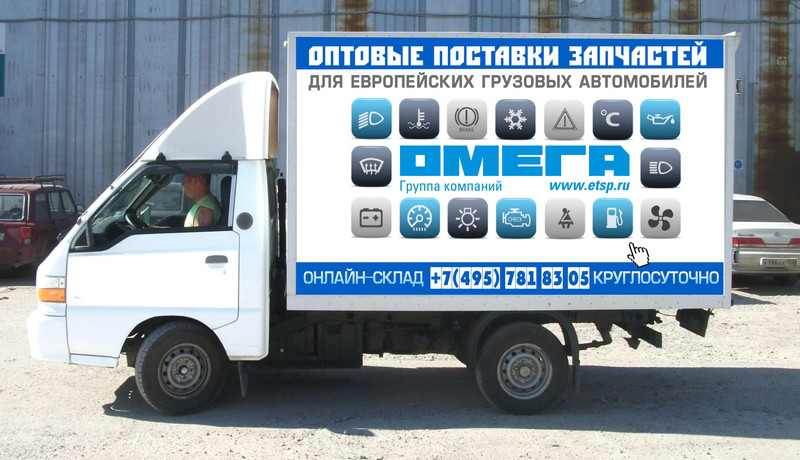 ОПТОВЫЕ ПОСТАВКИ ЗАПЧАСТЕЙ
ДЛЯ ЕВРОПЕЙСКИХ ГРУЗОВЫХ АВТОМОБИЛЕЙ
BRAKE
°C
ОМЕГА
Группа компаний www.etsp.ru
CHECK
ОНЛАЙН-СКЛАД +7(495) 781 83 05 КРУГЛОСУТОЧНО